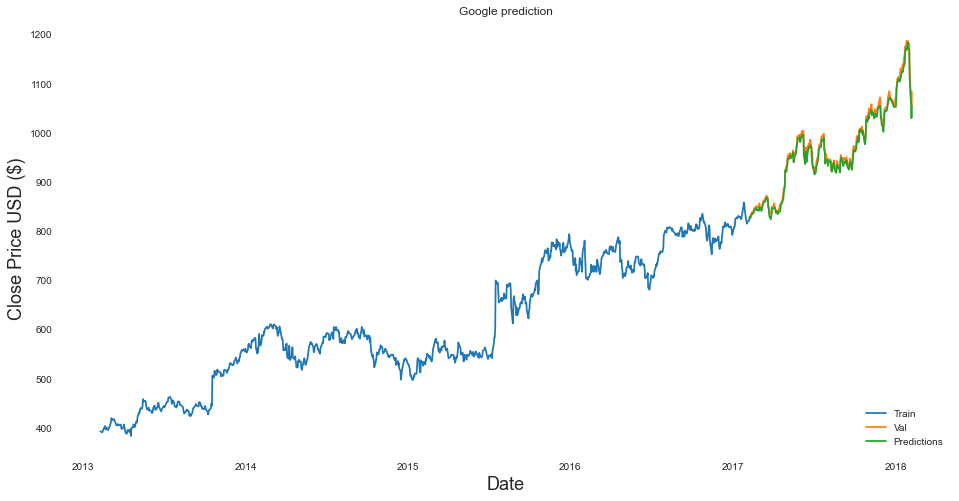 Google prediction
Close Price USD ($)
1200
1100
1000
900
800
700
600
500
400
2013
2014
2015
2016
2017
2018
Date
Train
Val
Predictions